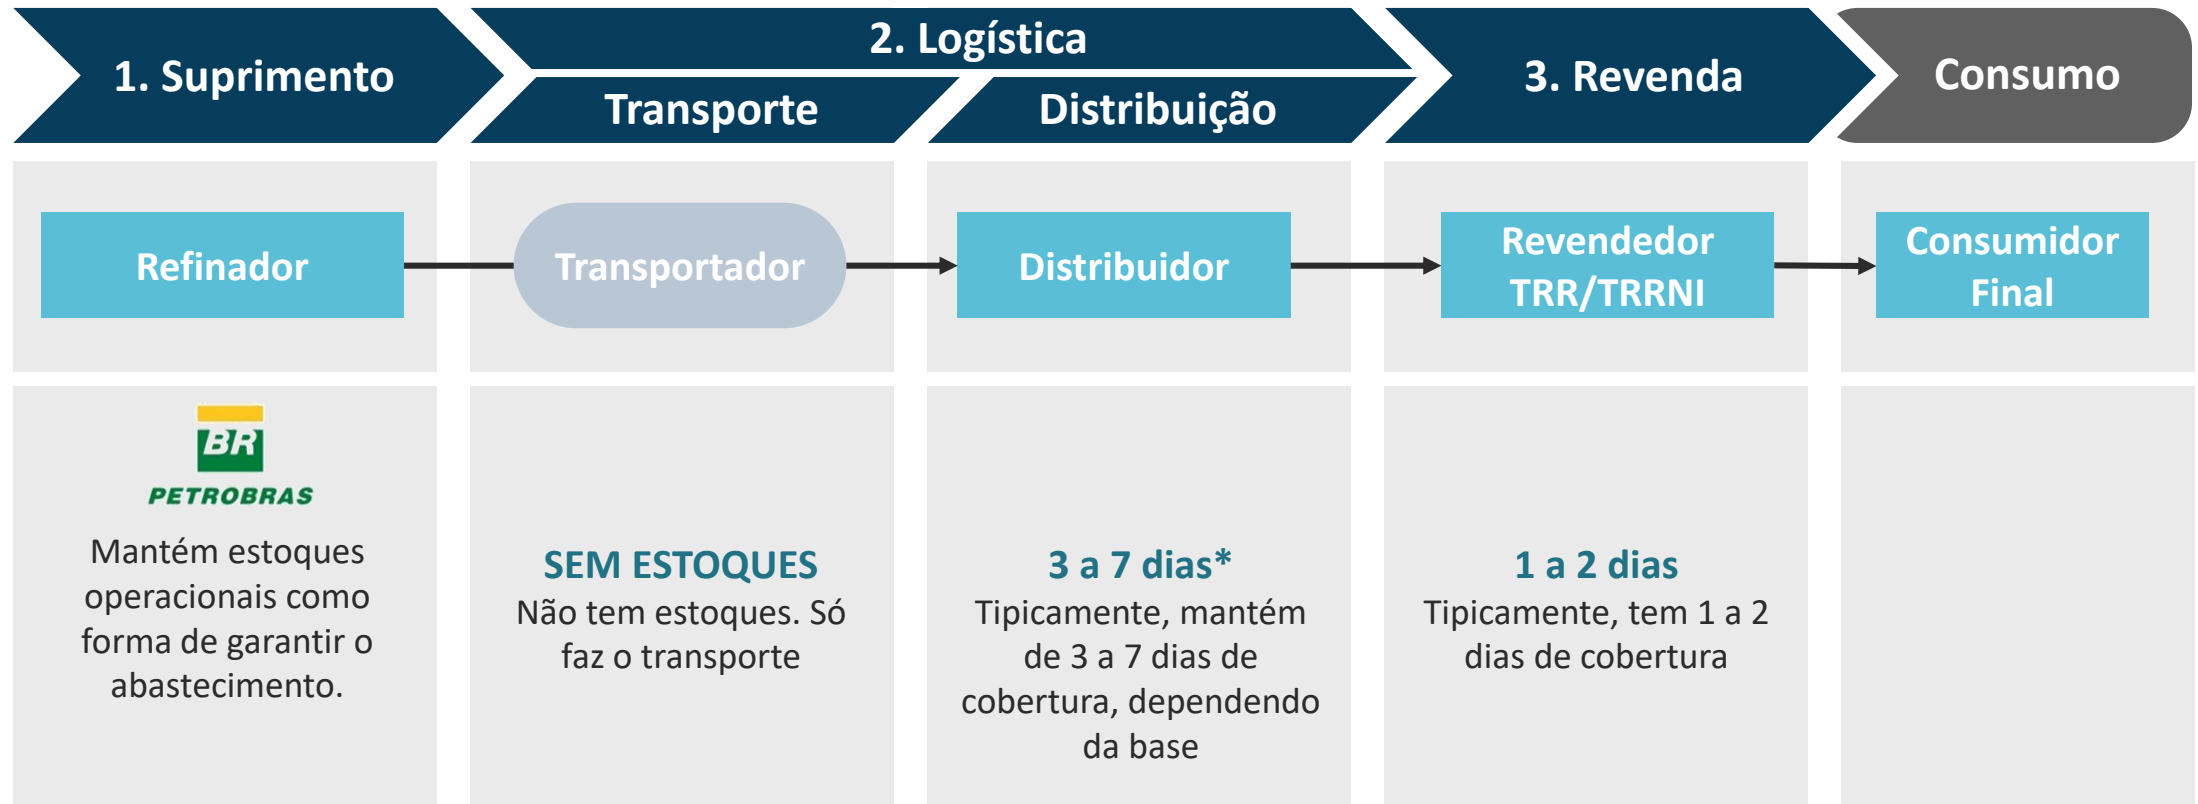 1. Suprimento
2. Logística
Transporte
Distribuição
3. Revenda
Consumo
Refinador
Transportador
Distribuidor
Revendedor
TRR/TRRNI
Consumidor
Final
BR
PETROBRAS
Mantém estoques
operacionais como
forma de garantir o
abastecimento.
SEM ESTOQUES
Não tem estoques. Só
faz o transporte
3 a 7 dias*
Tipicamente, mantém
de 3 a 7 dias de
cobertura, dependendo
da base
1 a 2 dias
Tipicamente, tem 1 a 2
dias de cobertura